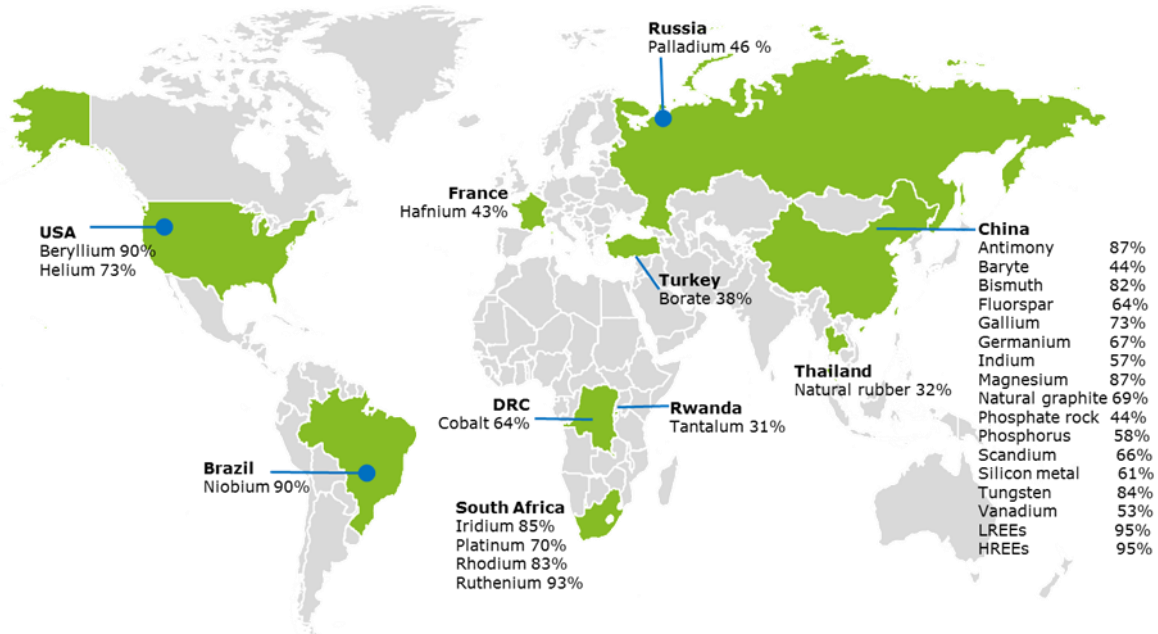 Russia
Palladium 46 %
France
Hafnium 43%
USA
Beryllium 90%
Helium 73%
China
Antimony 87%
Baryte 44%
Bismuth 82%
Fluorspar 64%
Gallium 73%
Germanium 67%
Indium 57%
Magnesium 87%
Natural graphite 69%
Phosphate rock 44%
Phosphorus 58%
Scandium 66%
Silicon metal 61%
Tungsten 84%
Vanadium 53%
LREEs 95%
HREEs 95%
Turkey
Borate 38%
Thailand
Natural rubber 32%
DRC
Cobalt 64%
Rwanda
Tantalum 31%
Brazil
Niobium 90%
South Africa
Iridium 85%
Platinum 70%
Rhodium 83%
Ruthenium 93%